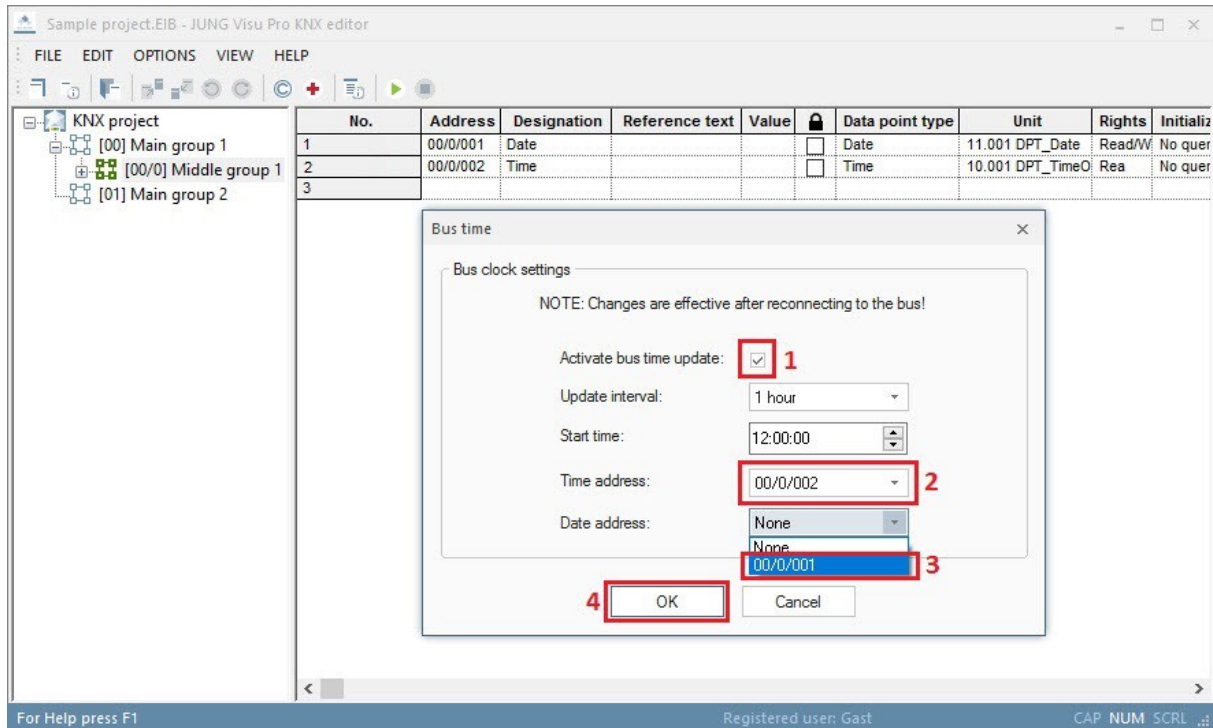 Sample project.EIB - JUNG Visu Pro KNX editor
FILE EDIT OPTIONS VIEW HELP
KNX project
[00] Main group 1
[00/0] Middle group 1
[01] Main group 2
No. Address Designation Reference text Value Data point type Unit Rights Initializ
1 00/0/001 Date Date 11.001 DPT_Date Read/W No quer
2 00/0/002 Time Time 10.001 DPT_TimeO Rea No quer
3
Bus time
Bus clock settings
NOTE: Changes are effective after reconnecting to the bus!
Activate bus time update: 1
Update interval: 1 hour
Start time: 12:00:00
Time address: 00/0/002 2
Date address: None
None
00/0/001 3
4 OK Cancel
For Help press F1 Registered user: Gast CAP NUM SCRL